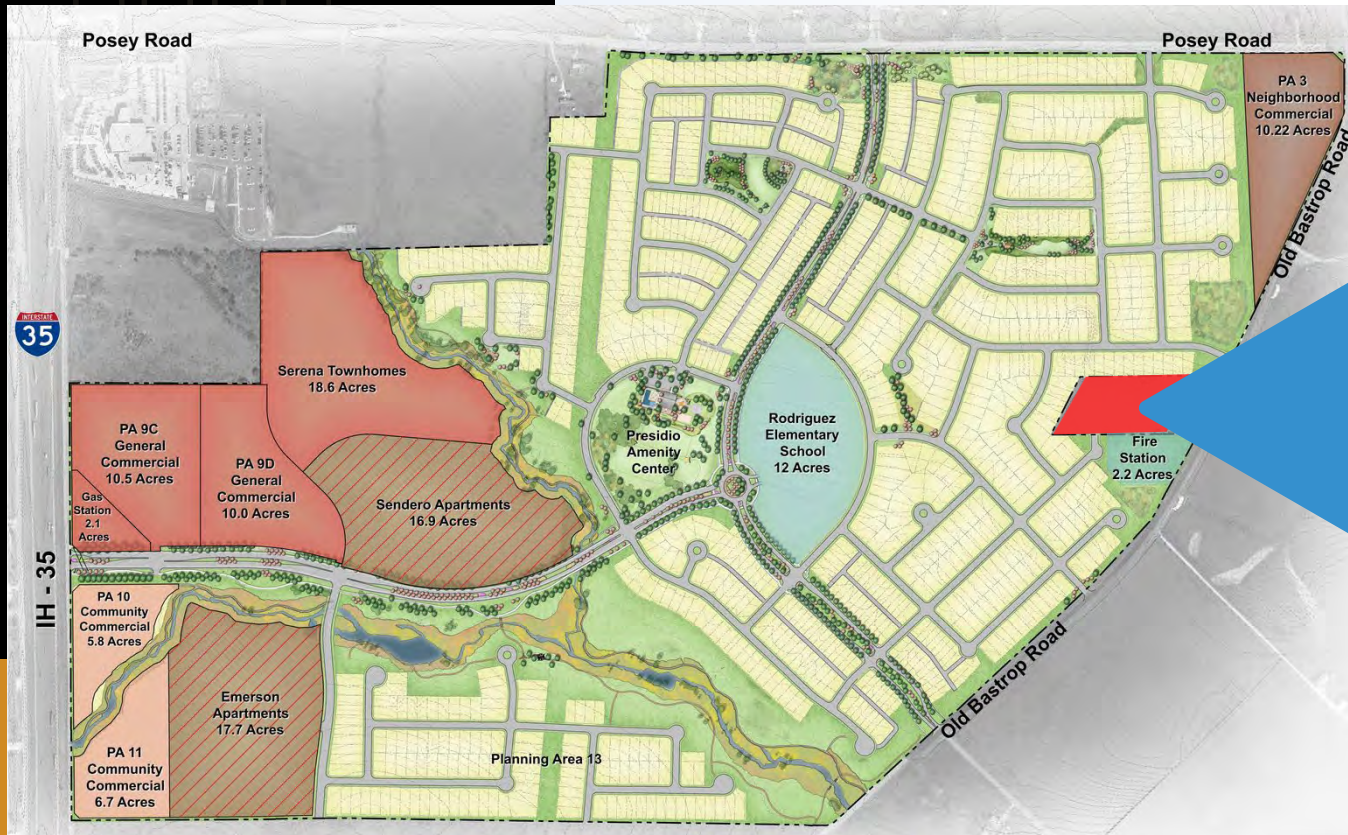 Posey Road
Posey Road
PA 3
Neighborhood
Commercial
10.22 Acres
Old Bastrop Road
INTERSTATE
35
Serena Townhomes
18.6 Acres
PA 9C
General
Commercial
10.5 Acres
PA 9D
General
Commercial
10.0 Acres
Gas
Station
2.1
Acres
Sendero Apartments
16.9 Acres
Presidio
Amenity
Center
Rodriguez
Elementary
School
12 Acres
Fire
Station
2.2 Acres
IH - 35
PA 10
Community
Commercial
5.8 Acres
Emerson
Apartments
17.7 Acres
PA 11
Community
Commercial
6.7 Acres
Planning Area 13
Old Bastrop Road